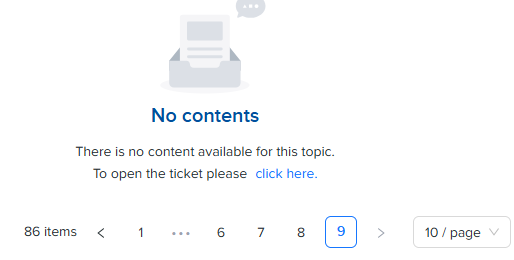 No contents
There is no content available for this topic.
To open the ticket please click here.
86 items < 1 ••• 6 7 8 9 > 10 / page